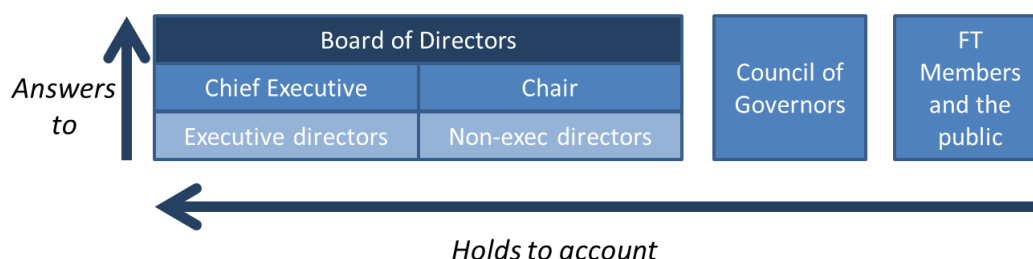 Answers
to
Board of Directors
Chief Executive
Chair
Executive directors
Non-exec directors
Council of
Governors
FT
Members
and the
public
Holds to account